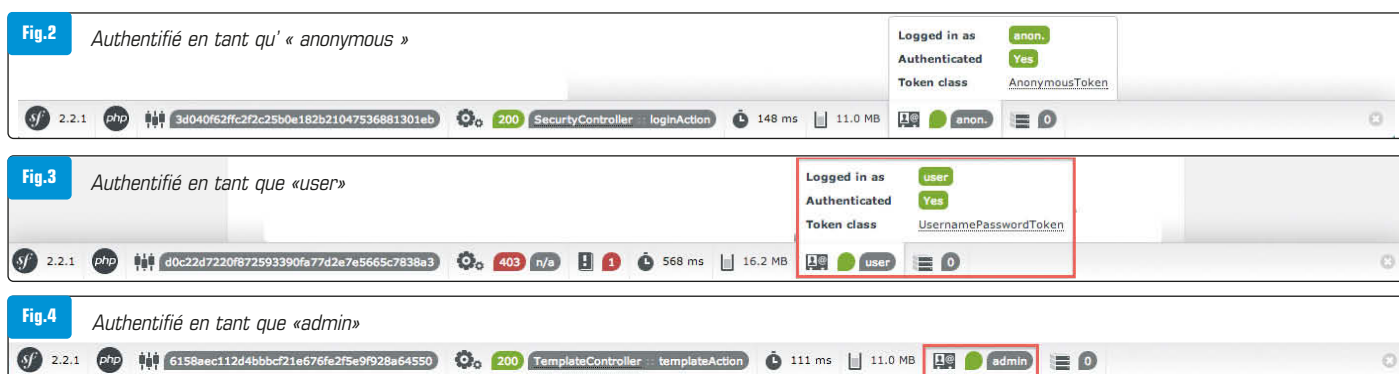 Fig.2
Authentifié en tant qu' « anonymous »
Logged in as anon.
Authenticated Yes
Token class AnonymousToken
sf 2.2.1 php 3d040f62ffc2f2c25b0e182b21047536881301eb 200 SecurtyController :: loginAction 148 ms 11.0 MB anon. 0
Fig.3
Authentifié en tant que «user»
Logged in as user
Authenticated Yes
Token class UsernamePasswordToken
sf 2.2.1 php d0c22d7220f872593390fa77d2e7e5665c7838a3 403 n/a 1 568 ms 16.2 MB user 0
Fig.4
Authentifié en tant que «admin»
sf 2.2.1 php 6158aec112d4bbbcf21e676fe2f5e9f928a64550 200 TemplateController :: templateAction 111 ms 11.0 MB admin 0